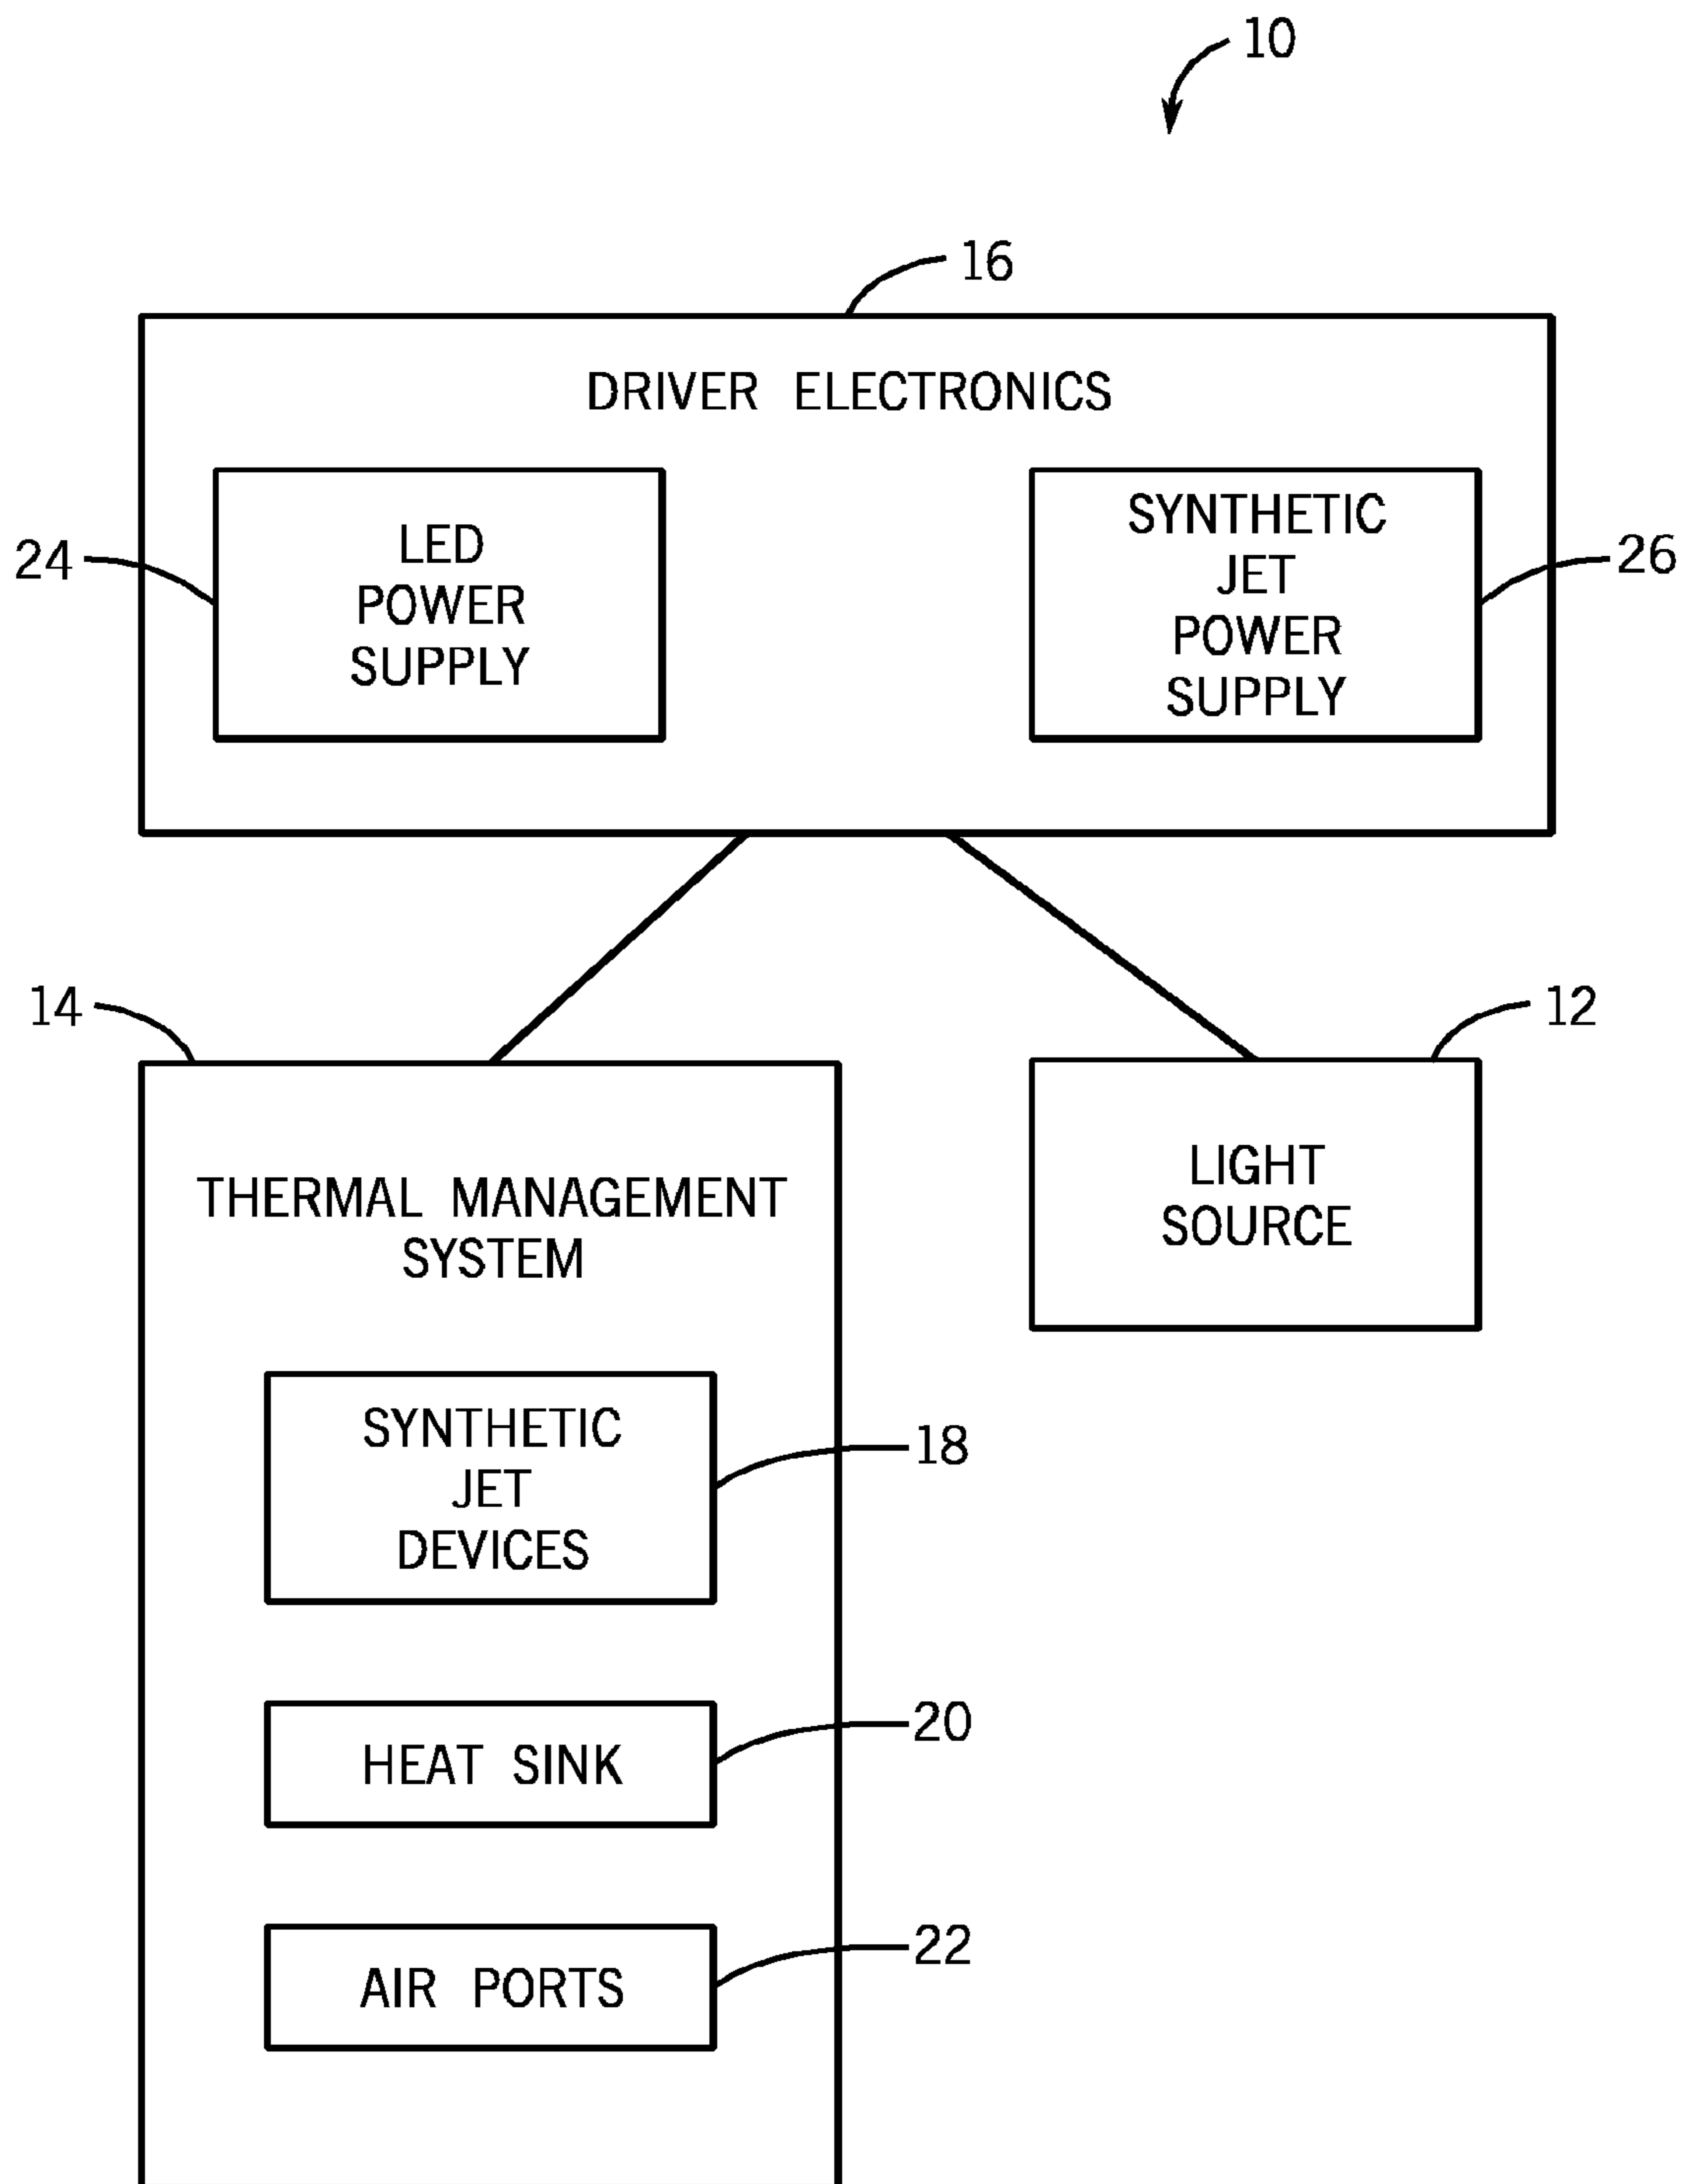 10
16
DRIVER ELECTRONICS
24
LED
POWER
SUPPLY
SYNTHETIC
JET
POWER
SUPPLY
26
14
12
THERMAL MANAGEMENT
SYSTEM
LIGHT
SOURCE
SYNTHETIC
JET
DEVICES
18
HEAT SINK
20
AIR PORTS
22